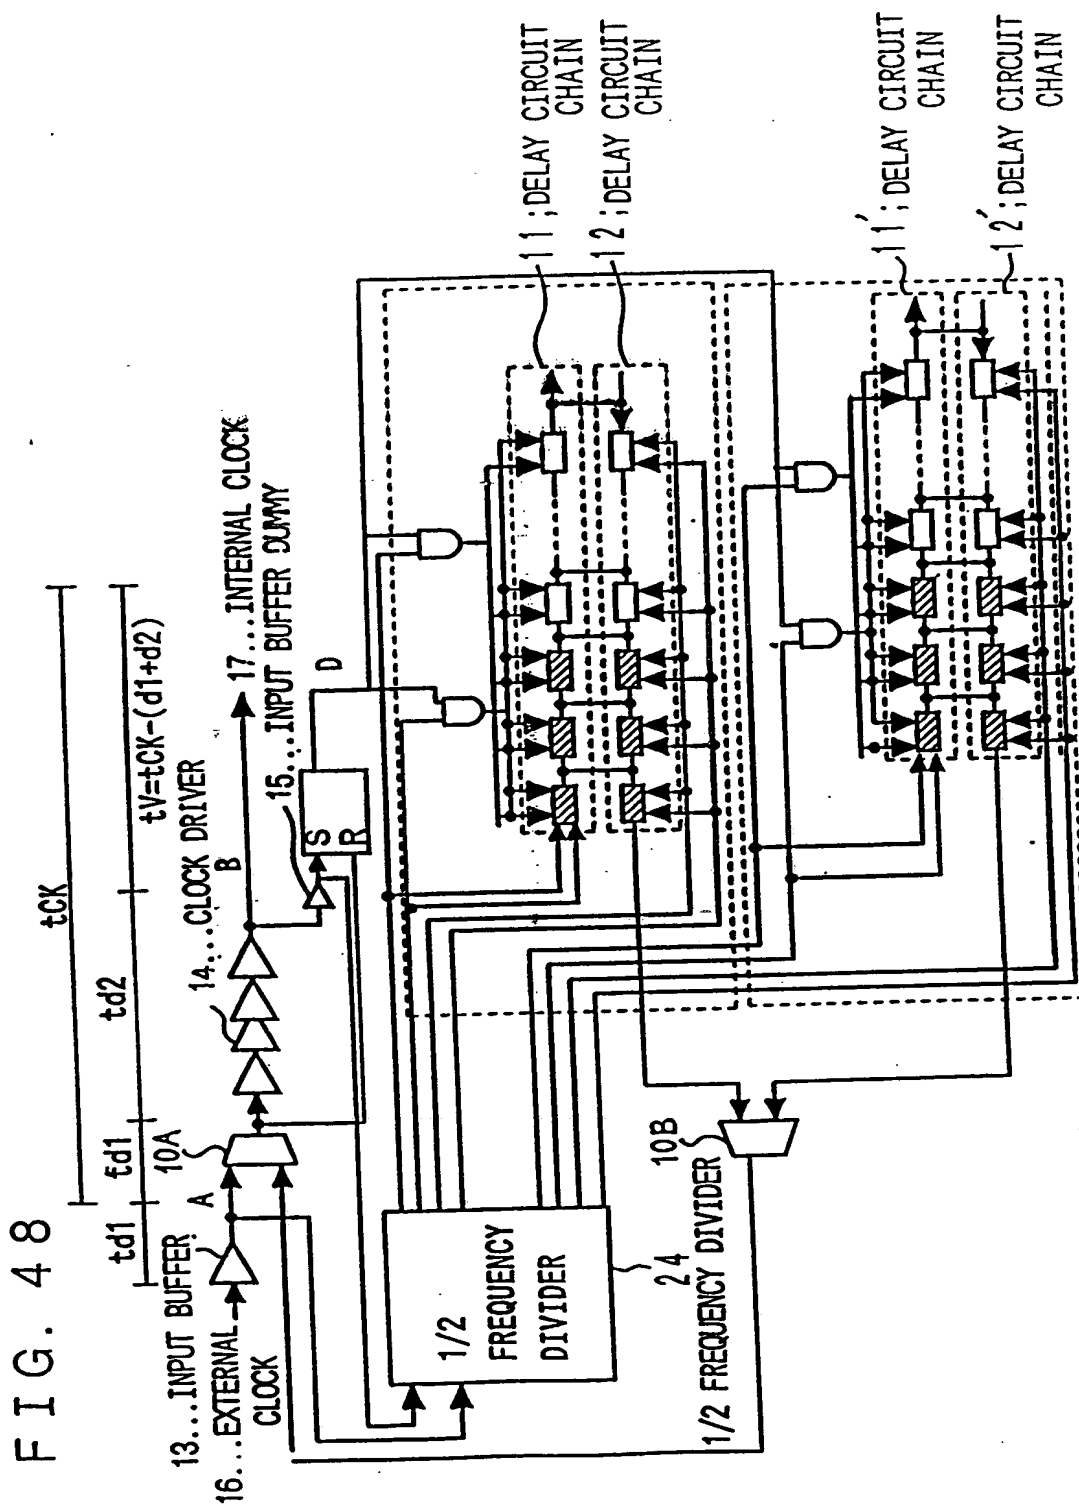 FIG. 48
tCK
td1
td1
td2
tV=tCK-(d1+d2)
13...INPUT BUFFER
16...EXTERNAL
CLOCK
A
10A
14...CLOCK DRIVER
B
17...INTERNAL CLOCK
15...INPUT BUFFER DUMMY
S
R
D
1/2
FREQUENCY
DIVIDER
24
1/2 FREQUENCY DIVIDER
10B
11;DELAY CIRCUIT
CHAIN
12;DELAY CIRCUIT
CHAIN
11';DELAY CIRCUIT
CHAIN
12';DELAY CIRCUIT
CHAIN